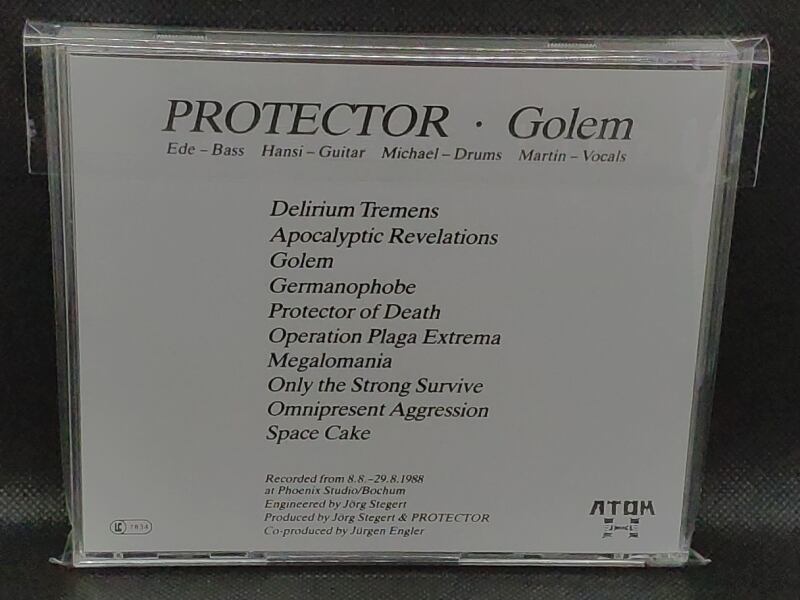 PROTECTOR · Golem
Ede – Bass Hansi – Guitar Michael – Drums Martin – Vocals
Delirium Tremens
Apocalyptic Revelations
Golem
Germanophobe
Protector of Death
Operation Plaga Extrema
Megalomania
Only the Strong Survive
Omnipresent Aggression
Space Cake
Recorded from 8.8.–29.8.1988
at Phoenix Studio/Bochum
Engineered by Jörg Stegert
Produced by Jörg Stegert & PROTECTOR
Co-produced by Jürgen Engler
LC 7834
ATOM
H